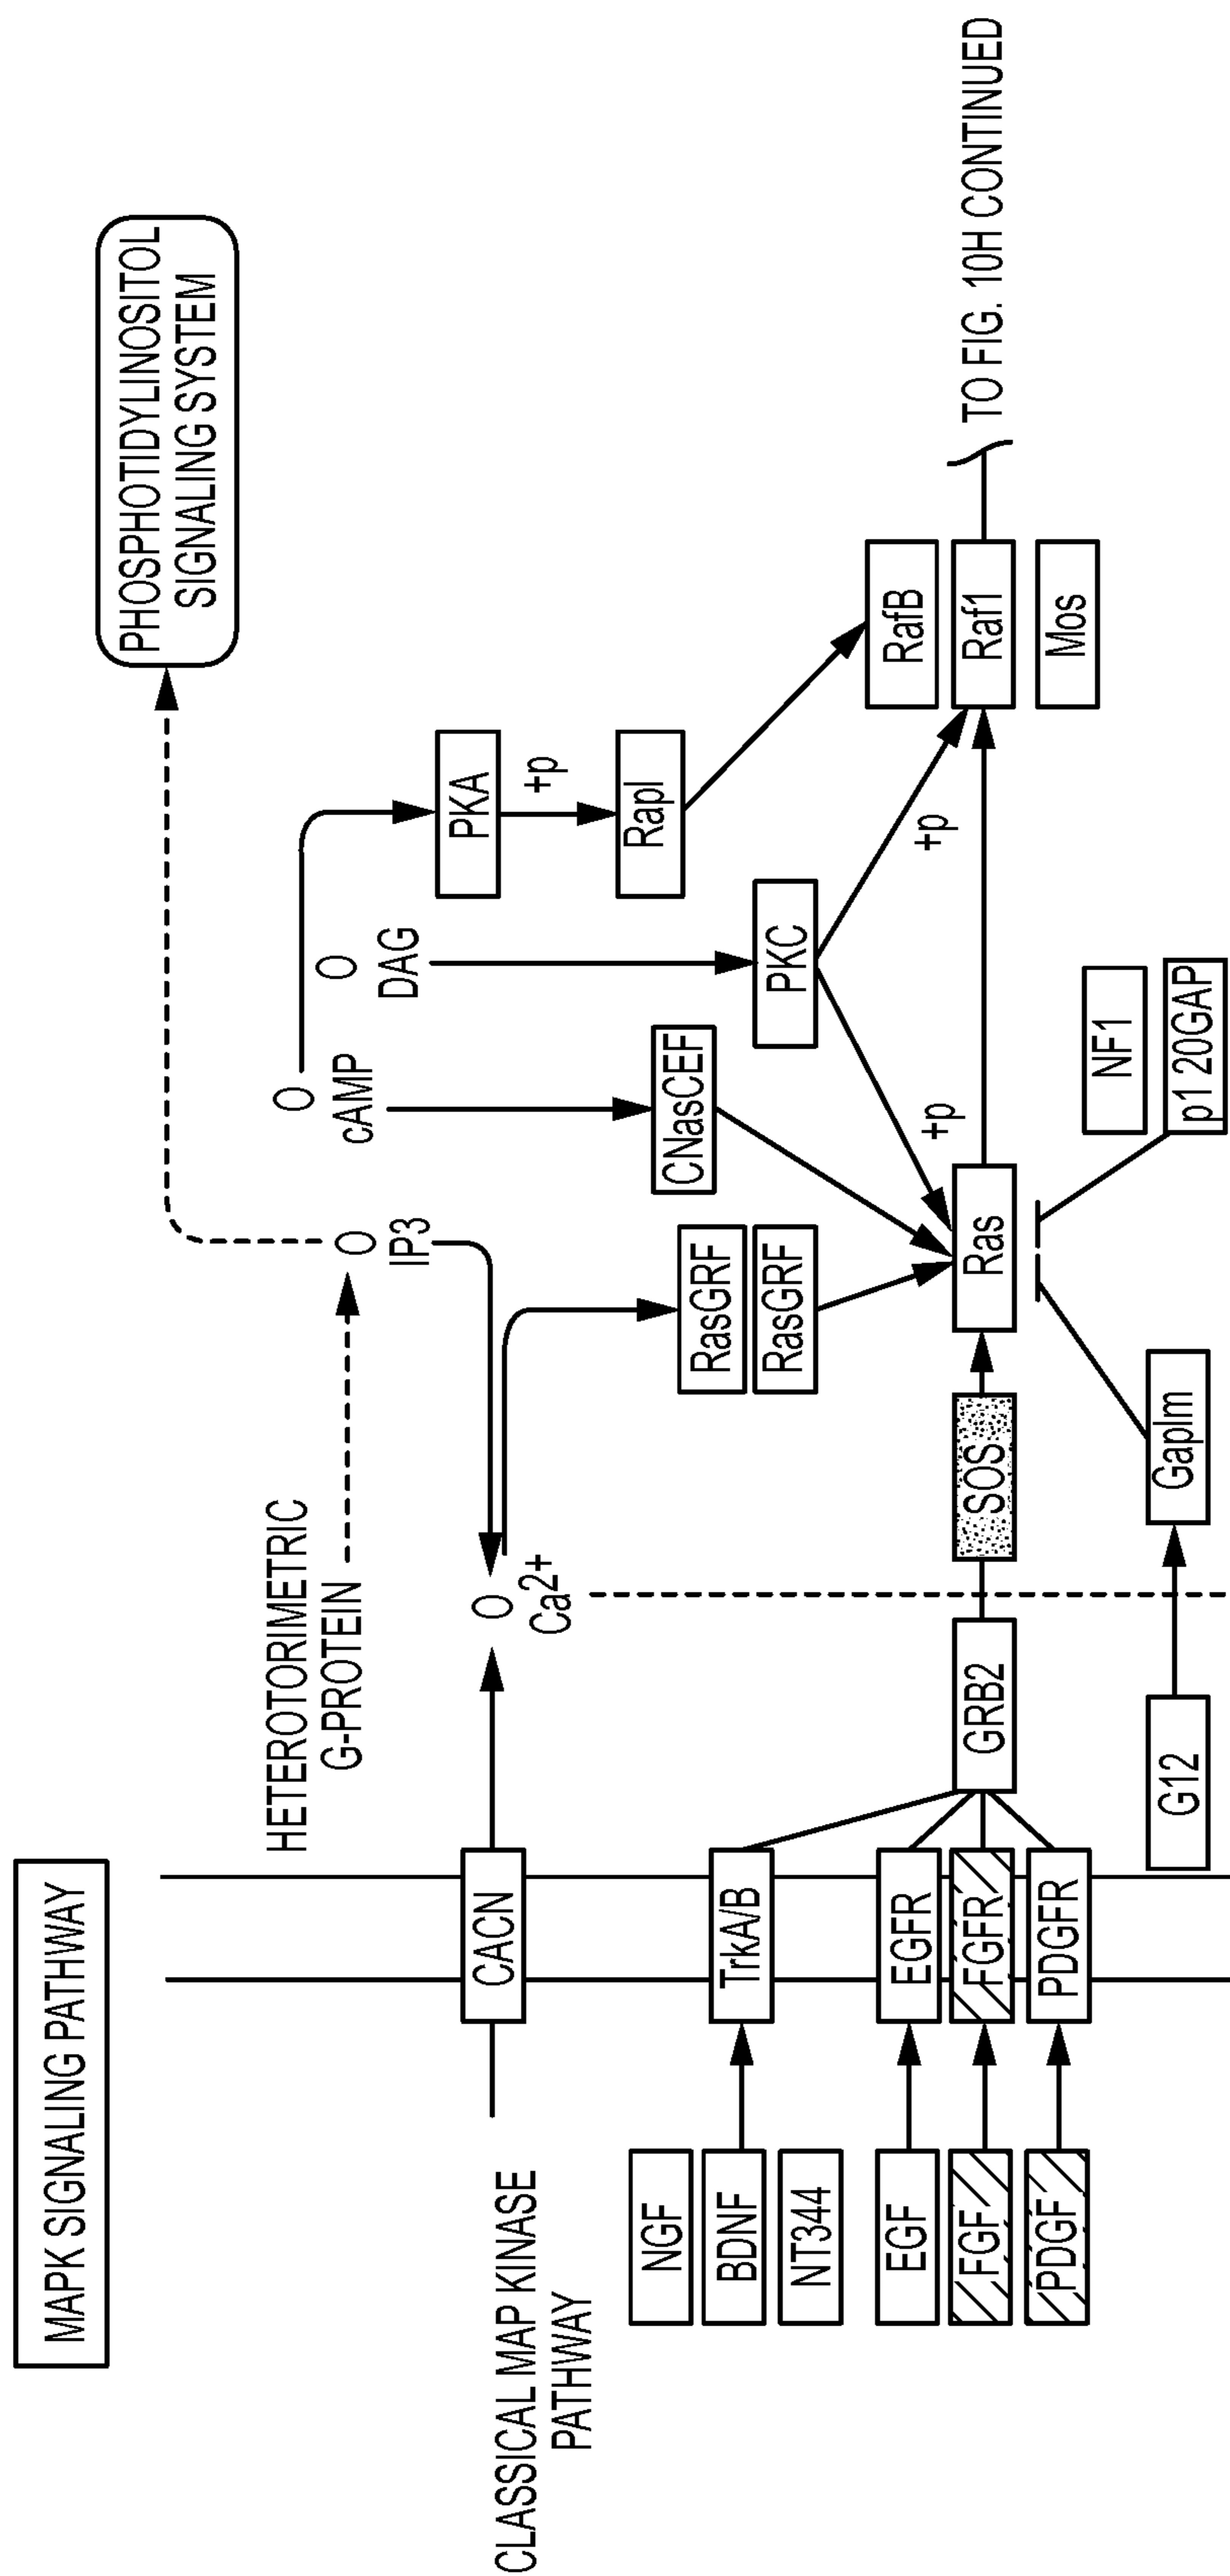 MAPK SIGNALING PATHWAY
PHOSPHOTIDYLINOSITOL
SIGNALING SYSTEM
HETEROTORIMETRIC
G-PROTEIN
IP3
cAMP
DAG
PKA
+p
RapI
CLASSICAL MAP KINASE
PATHWAY
CACN
Ca2+
RasGRF
RasGRF
CNasCEF
PKC
NGF
BDNF
NT344
TrkA/B
+p
+p
EGF
FGF
PDGF
EGFR
FGFR
PDGFR
GRB2
SOS
Ras
RafB
Raf1
Mos
TO FIG. 10H CONTINUED
NF1
p1 20GAP
G12
GapIm